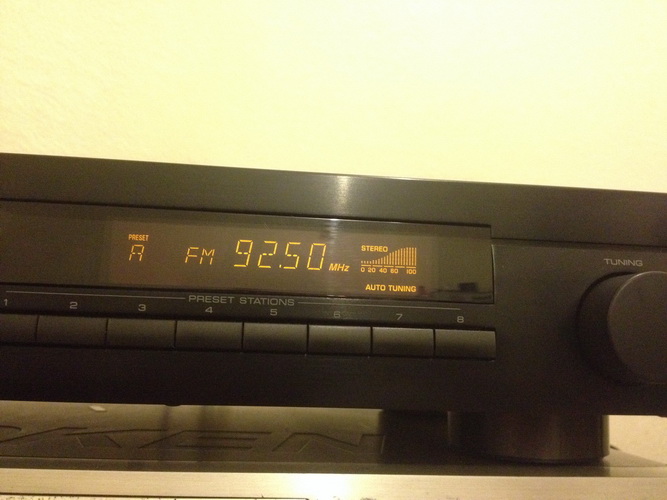 PRESET
A FM 92.50 MHz
STEREO
0 20 40 60 100
AUTO TUNING
TUNING
PRESET STATIONS
1 2 3 4 5 6 7 8